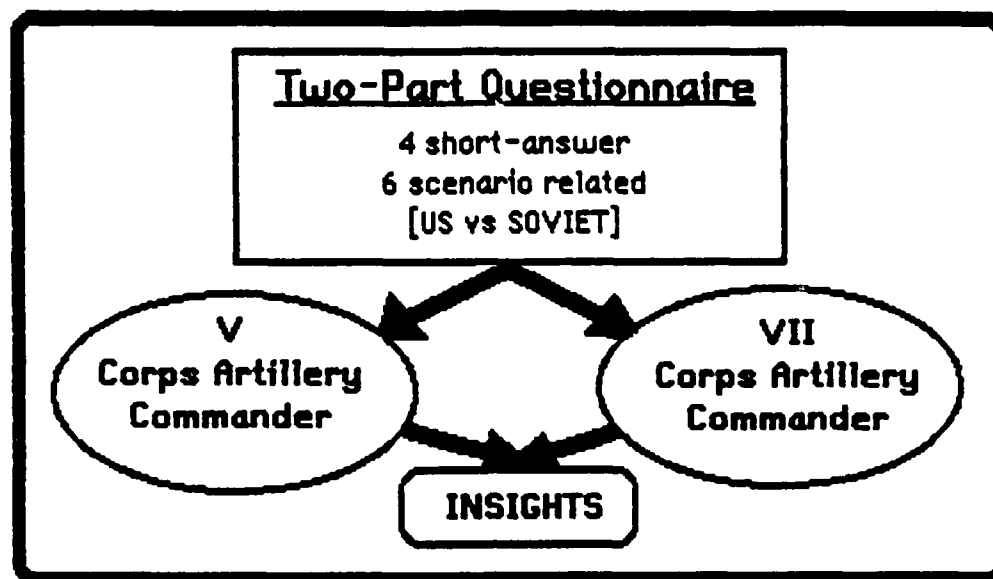 Two-Part Questionnaire
4 short-answer
6 scenario related
[US vs SOVIET]
V
Corps Artillery
Commander
VII
Corps Artillery
Commander
INSIGHTS